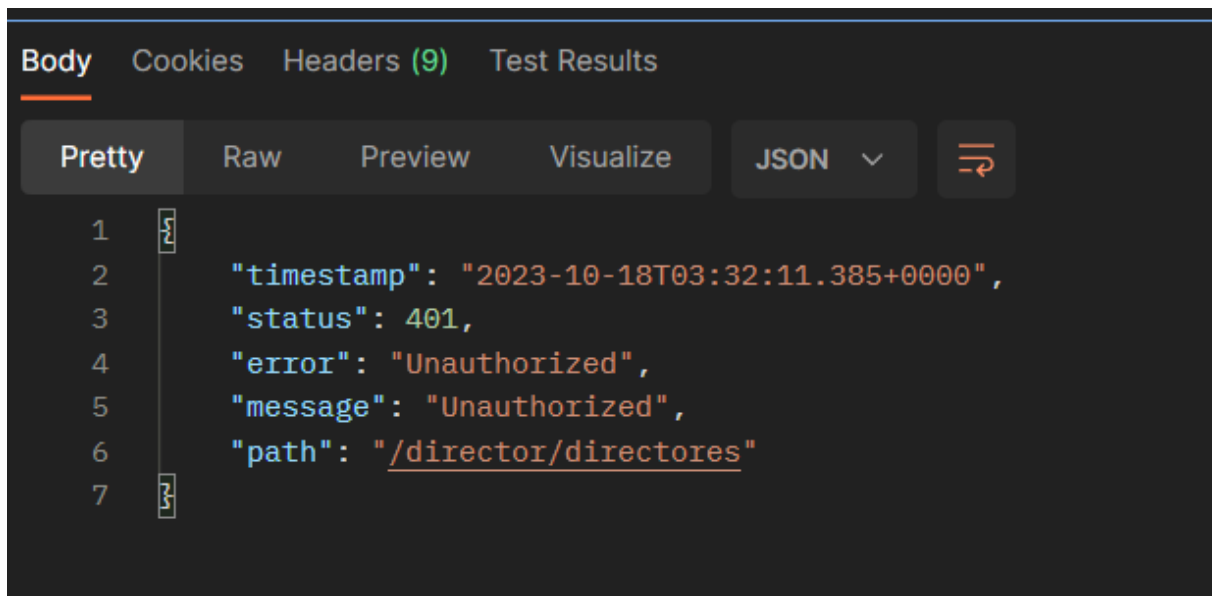 Body Cookies Headers (9) Test Results
Pretty Raw Preview Visualize JSON
1 {
2 "timestamp": "2023-10-18T03:32:11.385+0000",
3 "status": 401,
4 "error": "Unauthorized",
5 "message": "Unauthorized",
6 "path": "/director/directores"
7 }